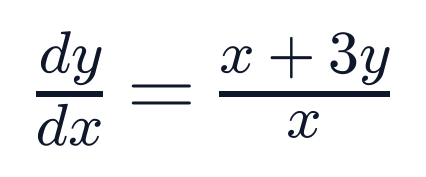 dy/dx = (x + 3y)/x